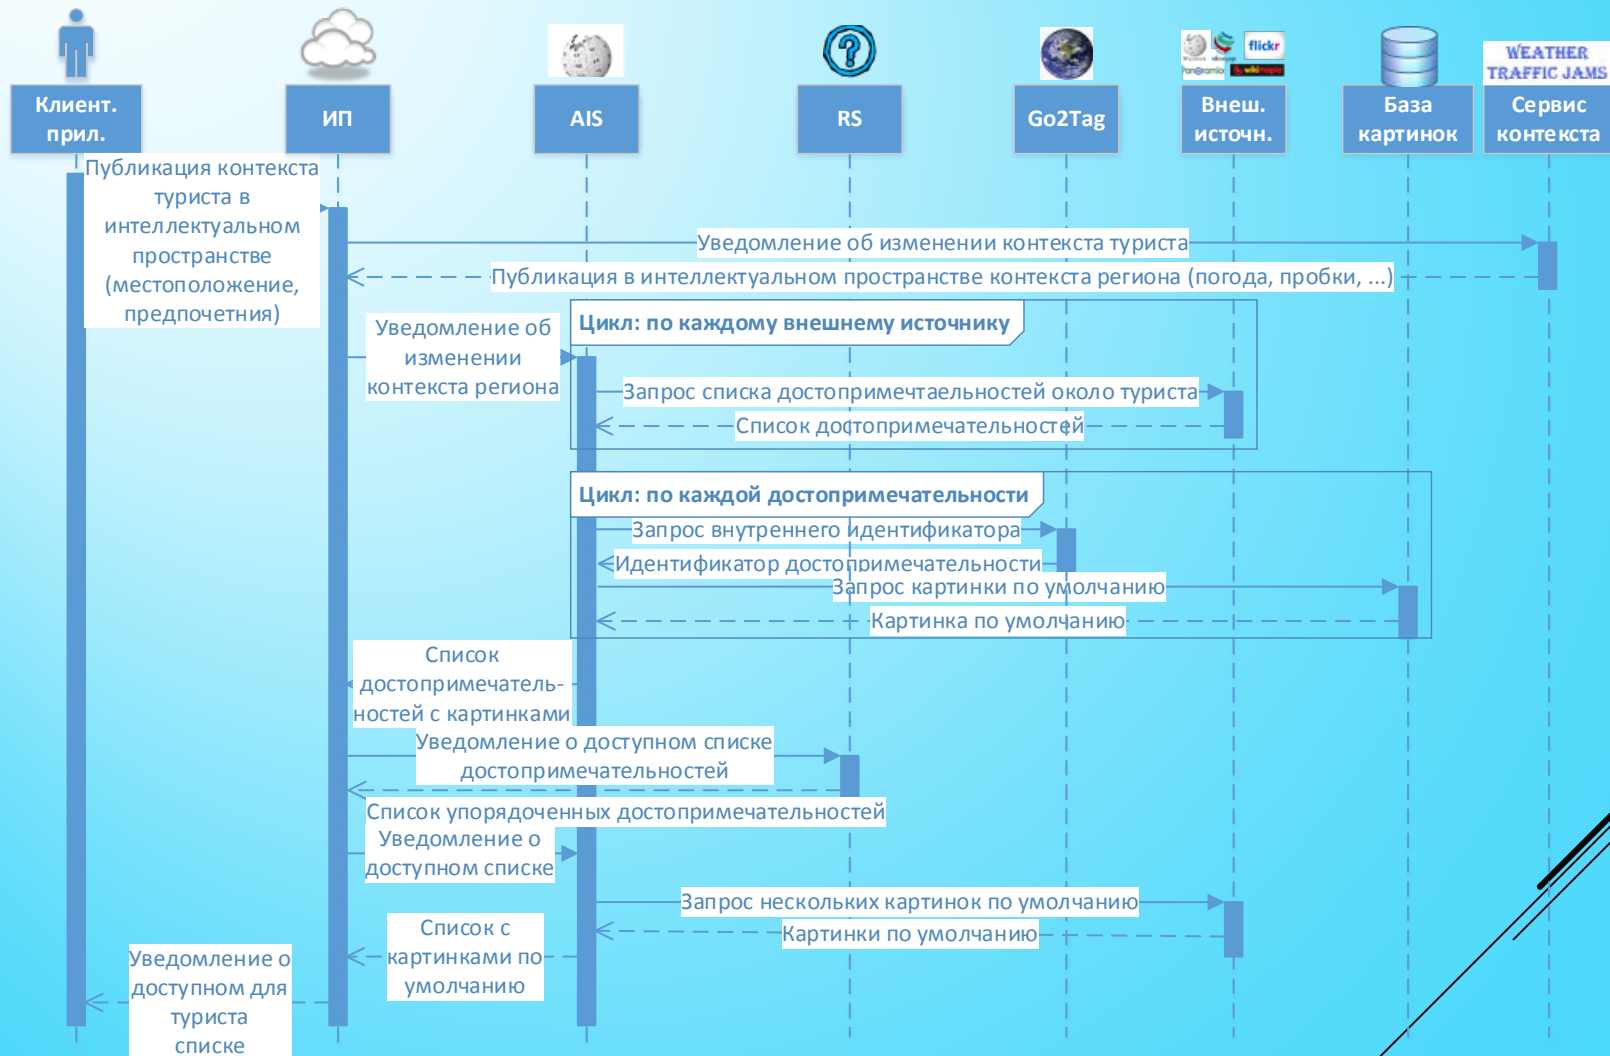 flickr
Panoramio
wikimapia
WEATHER
TRAFFIC JAMS
Клиент.
прил.
ИП
AIS
RS
Go2Tag
Внеш.
источн.
База
картинок
Сервис
контекста
Публикация контекста
туриста в
интеллектуальном
пространстве
(местоположение,
предпочетния)
Уведомление об изменении контекста туриста
Публикация в интеллектуальном пространстве контекста региона (погода, пробки, ...)
Уведомление об
изменении
контекста региона
Цикл: по каждому внешнему источнику
Запрос списка достопримечтаельностей около туриста
Список достопримечательностей
Цикл: по каждой достопримечательности
Запрос внутреннего идентификатора
Идентификатор достопримечательности
Запрос картинки по умолчанию
Картинка по умолчанию
Список
достопримечатель-
ностей с картинками
Уведомление о доступном списке
достопримечательностей
Список упорядоченных достопримечательностей
Уведомление о
доступном списке
Запрос нескольких картинок по умолчанию
Картинки по умолчанию
Список с
картинками по
умолчанию
Уведомление о
доступном для
туриста
списке